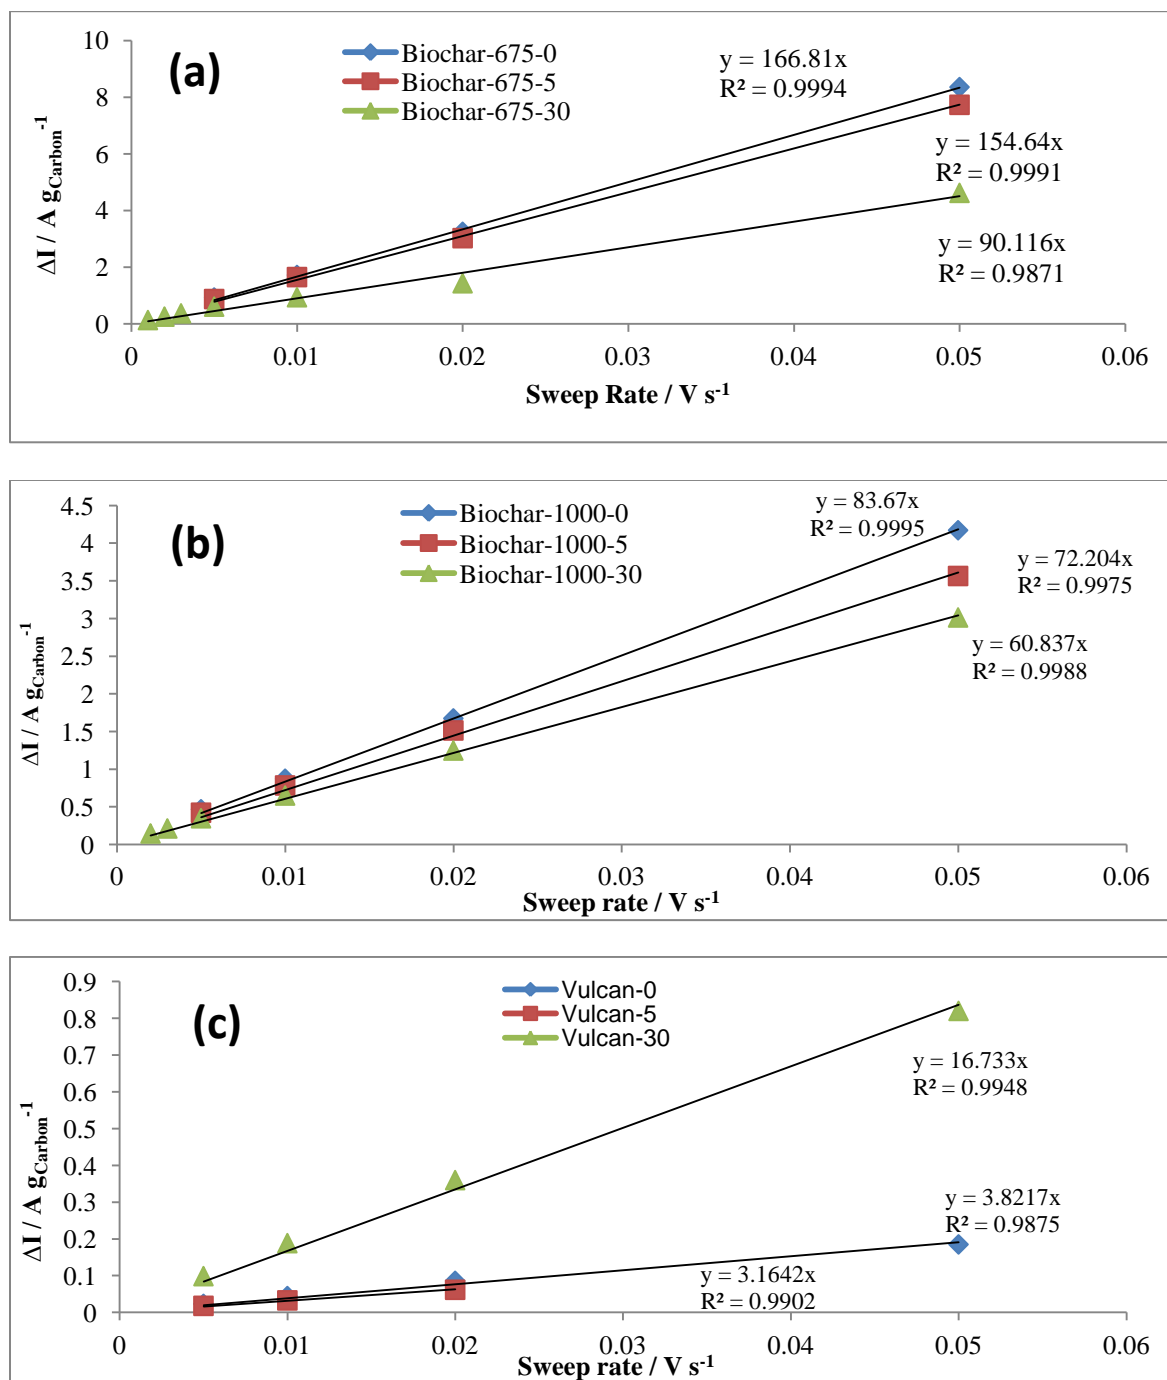 (a)
Biochar-675-0
Biochar-675-5
Biochar-675-30
y = 166.81x
R² = 0.9994
y = 154.64x
R² = 0.9991
y = 90.116x
R² = 0.9871
10
8
6
4
2
0
ΔI / A g_Carbon^-1
0 0.01 0.02 0.03 0.04 0.05 0.06
Sweep Rate / V s^-1
(b)
Biochar-1000-0
Biochar-1000-5
Biochar-1000-30
y = 83.67x
R² = 0.9995
y = 72.204x
R² = 0.9975
y = 60.837x
R² = 0.9988
4.5
4
3.5
3
2.5
2
1.5
1
0.5
0
ΔI / A g_Carbon^-1
0 0.01 0.02 0.03 0.04 0.05 0.06
Sweep rate / V s^-1
(c)
Vulcan-0
Vulcan-5
Vulcan-30
y = 16.733x
R² = 0.9948
y = 3.8217x
R² = 0.9875
y = 3.1642x
R² = 0.9902
0.9
0.8
0.7
0.6
0.5
0.4
0.3
0.2
0.1
0
ΔI / A g_Carbon^-1
0 0.01 0.02 0.03 0.04 0.05 0.06
Sweep rate / V s^-1